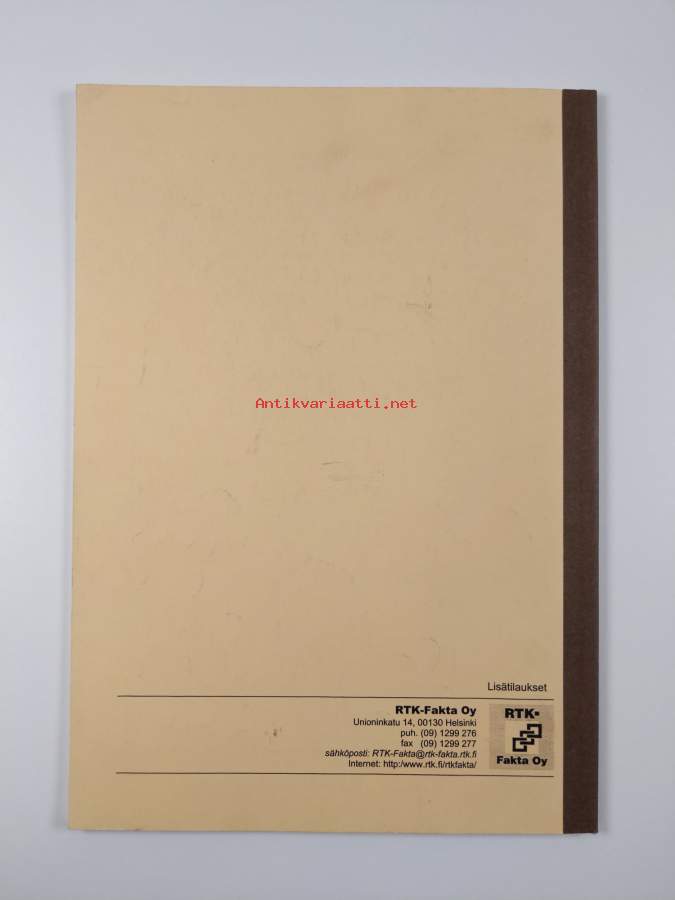 Antikvariaatti.net
Lisätilaukset
RTK-Fakta Oy
Unioninkatu 14, 00130 Helsinki
puh. (09) 1299 276
fax (09) 1299 277
sähköposti: RTK-Fakta@rtk-fakta.rtk.fi
Internet: http:/www.rtk.fi/rtkfakta/
RTK-
Fakta Oy